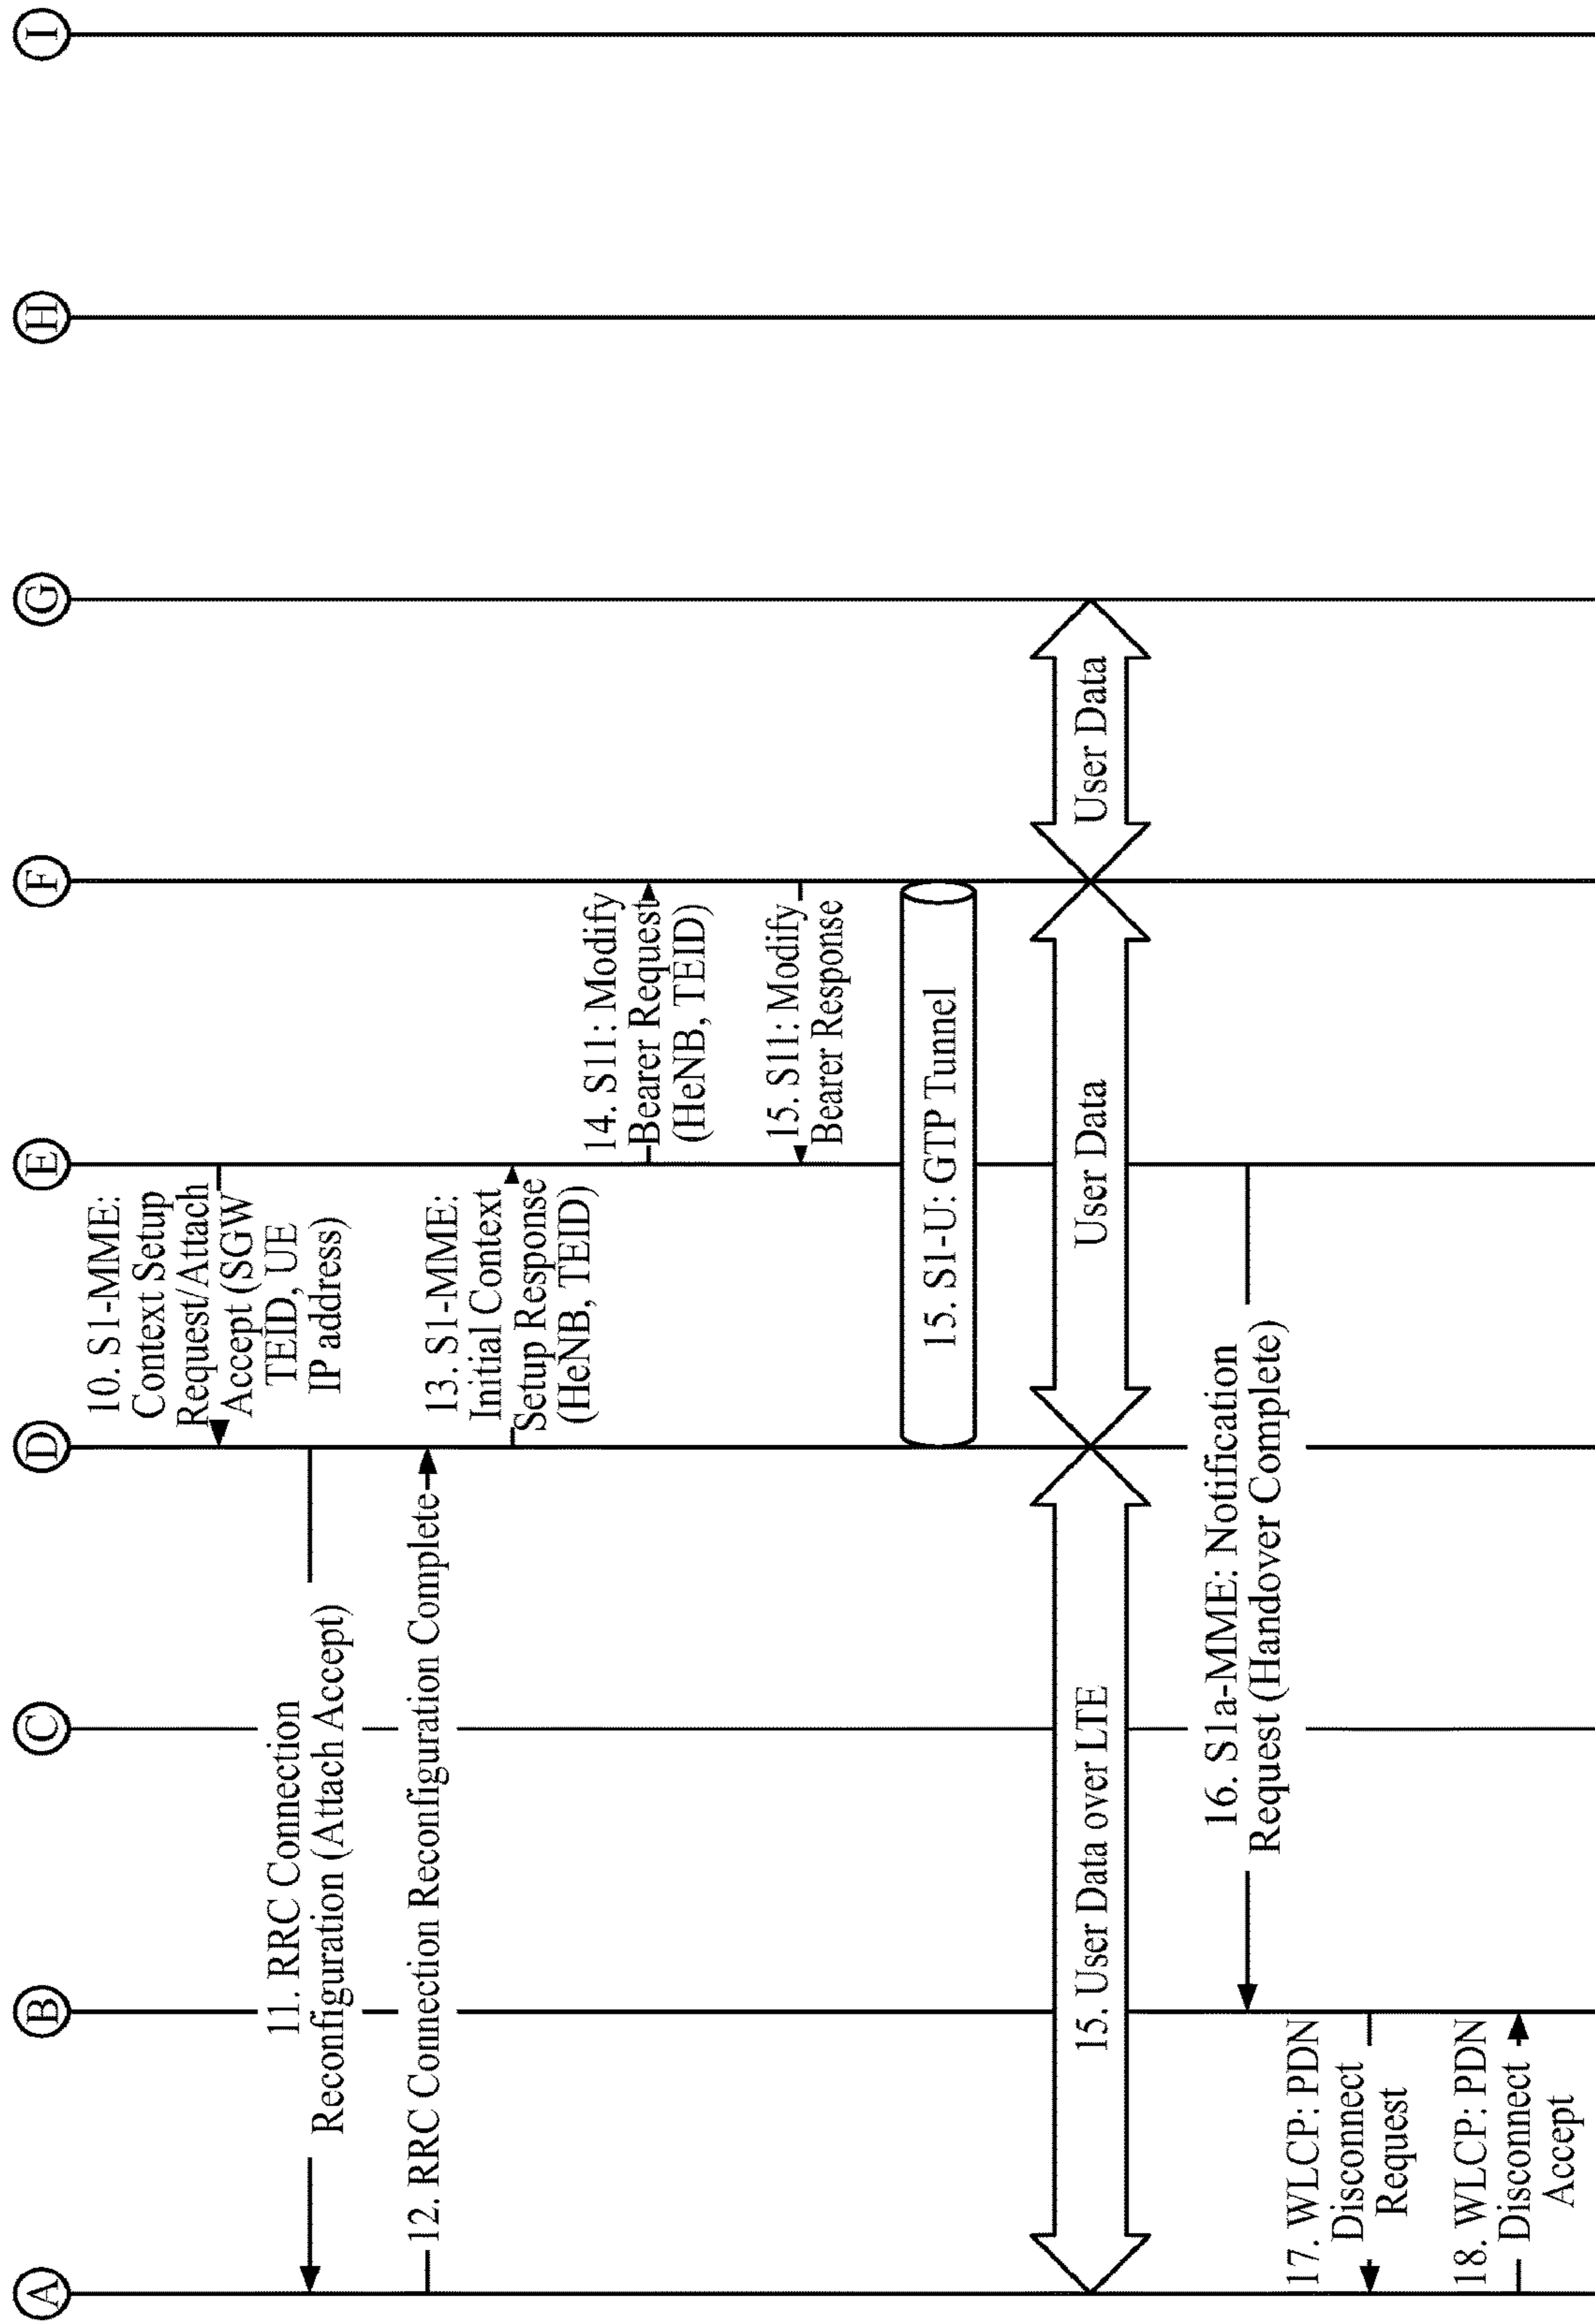 A
B
C
D
E
F
G
H
I
10. S1-MME:
Context Setup
Request/Attach
Accept (SGW
TEID, UE
IP address)
11. RRC Connection
Reconfiguration (Attach Accept)
12. RRC Connection Reconfiguration Complete
13. S1-MME:
Initial Context
Setup Response
(HeNB, TEID)
14. S11: Modify
Bearer Request
(HeNB, TEID)
15. S11: Modify
Bearer Response
15. S1-U: GTP Tunnel
15. User Data over LTE
User Data
User Data
16. S1a-MME: Notification
Request (Handover Complete)
17. WLCP: PDN
Disconnect
Request
18. WLCP: PDN
Disconnect
Accept